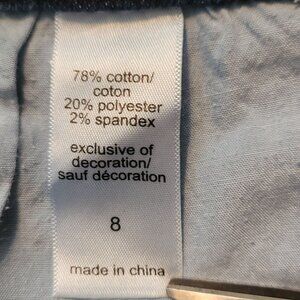 78% cotton/
coton
20% polyester
2% spandex
exclusive of
decoration/
sauf décoration
8
made in china